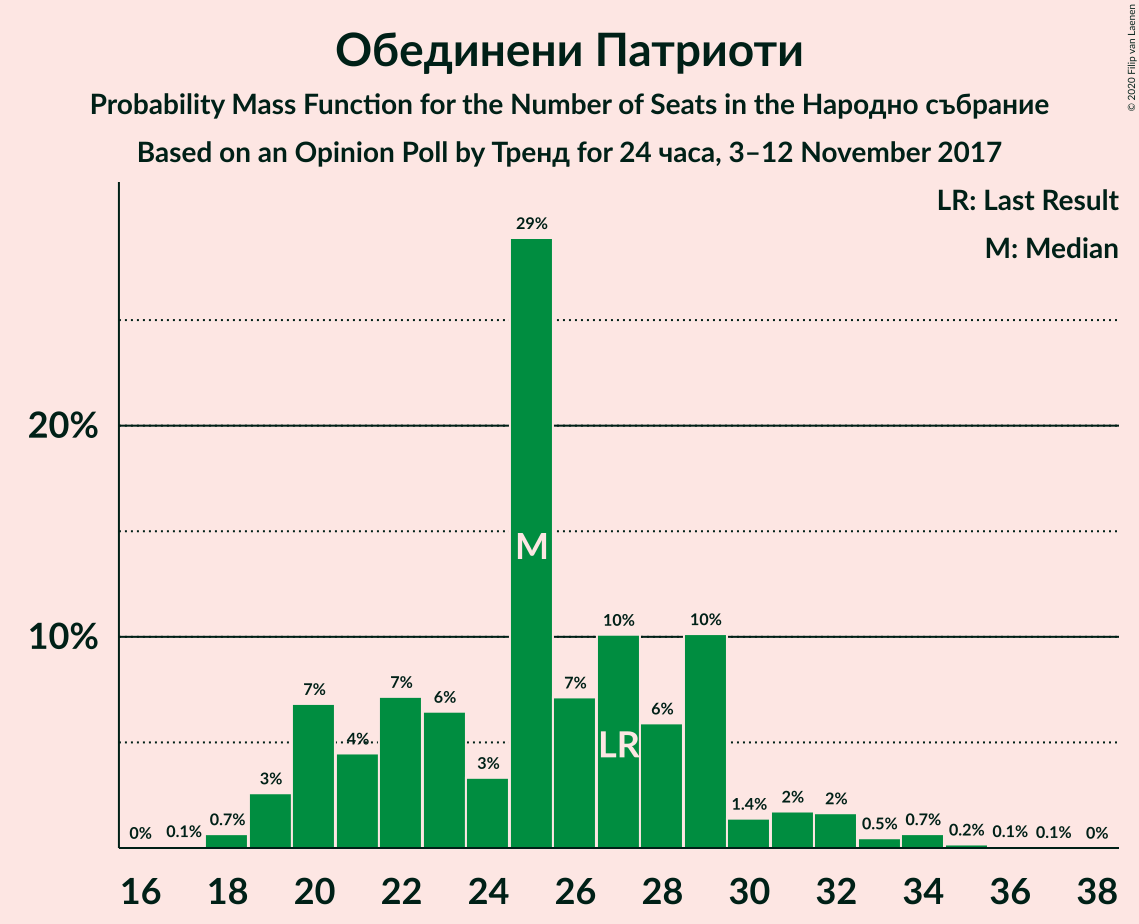 Обединени Патриоти
Probability Mass Function for the Number of Seats in the Народно събрание
Based on an Opinion Poll by Тренд for 24 часа, 3–12 November 2017
© 2020 Filip van Laenen
LR: Last Result
M: Median
20%
10%
0%
0.1%
0.7%
3%
7%
4%
7%
6%
3%
29%
7%
10%
6%
10%
1.4%
2%
2%
0.5%
0.7%
0.2%
0.1%
0.1%
0%
M
LR
16 18 20 22 24 26 28 30 32 34 36 38